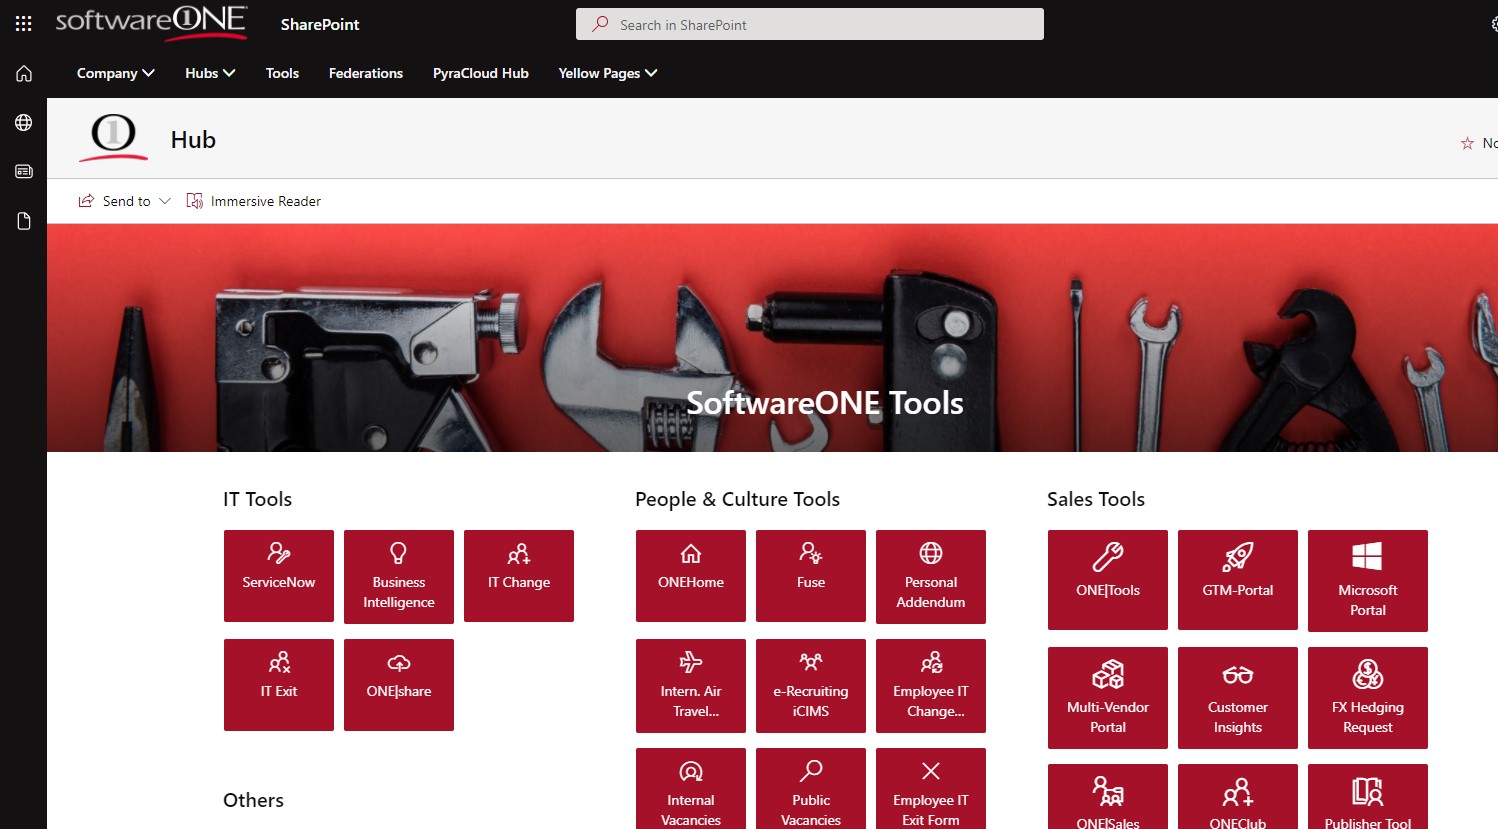 softwareONE
SharePoint
Search in SharePoint
Company
Hubs
Tools
Federations
PyraCloud Hub
Yellow Pages
Hub
Send to
Immersive Reader
SoftwareONE Tools
IT Tools
ServiceNow
Business
Intelligence
IT Change
IT Exit
ONE|share
Others
People & Culture Tools
ONEHome
Fuse
Personal
Addendum
Intern. Air
Travel...
e-Recruiting
iCIMS
Employee IT
Change...
Internal
Vacancies
Public
Vacancies
Employee IT
Exit Form
Sales Tools
ONE|Tools
GTM-Portal
Microsoft
Portal
Multi-Vendor
Portal
Customer
Insights
FX Hedging
Request
ONE|Sales
ONEClub
Publisher Tool